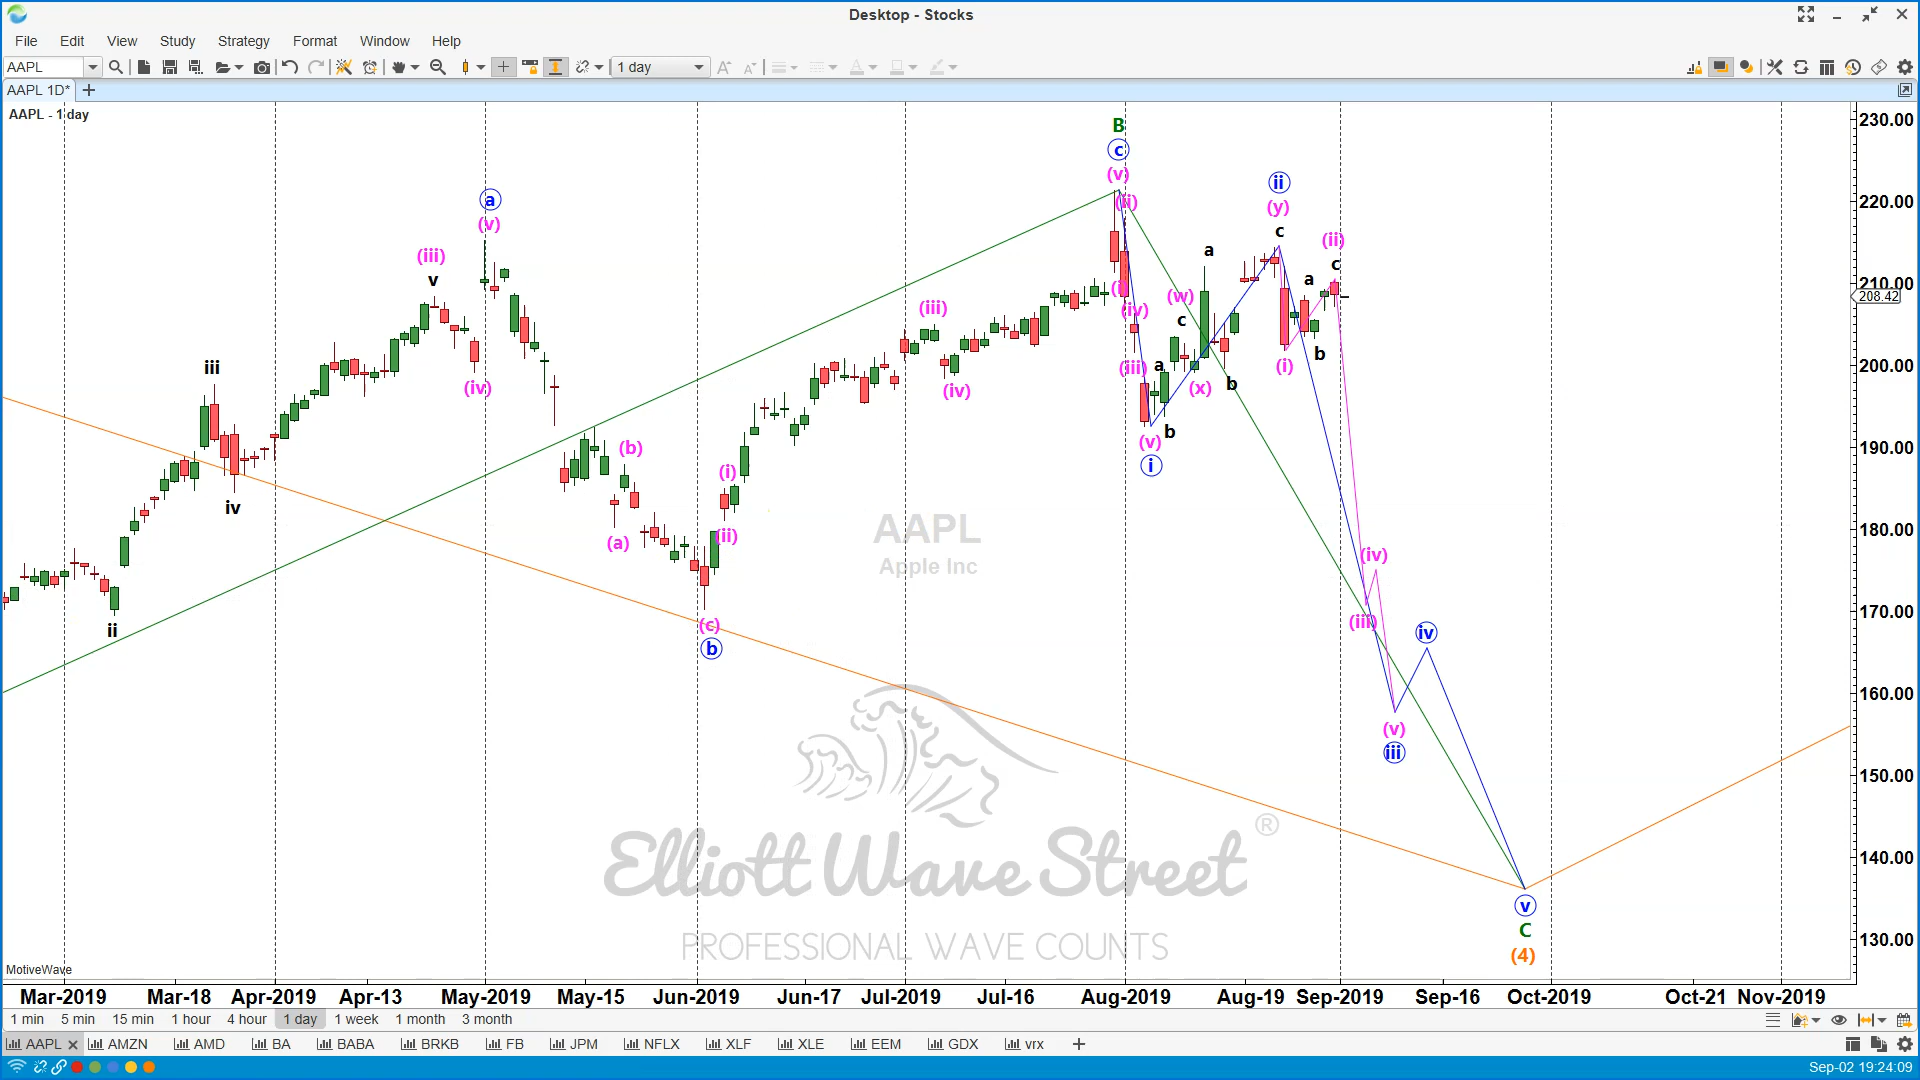 Desktop - Stocks
File Edit View Study Strategy Format Window Help
AAPL 1 day
AAPL 1D*
AAPL - 1 day
230.00
220.00
210.00
208.42
200.00
190.00
180.00
170.00
160.00
150.00
140.00
130.00
B
c
(v)
(ii)
a
(v)
(iii)
v
(iv)
iii
iv
ii
(b)
(a)
(i)
(ii)
(c)
b
(iii)
(iv)
(i)
(iv)
(iii)
(v)
i
a
b
c
(w)
(x)
a
b
ii
(y)
c
(i)
a
b
(ii)
c
(iv)
(iii)
iv
(v)
iii
v
C
(4)
AAPL
Apple Inc
Elliott Wave Street ®
PROFESSIONAL WAVE COUNTS
MotiveWave
Mar-2019 Mar-18 Apr-2019 Apr-13 May-2019 May-15 Jun-2019 Jun-17 Jul-2019 Jul-16 Aug-2019 Aug-19 Sep-2019 Sep-16 Oct-2019 Oct-21 Nov-2019
1 min 5 min 15 min 1 hour 4 hour 1 day 1 week 1 month 3 month
AAPL AMZN AMD BA BABA BRKB FB JPM NFLX XLF XLE EEM GDX vrx
Sep-02 19:24:09